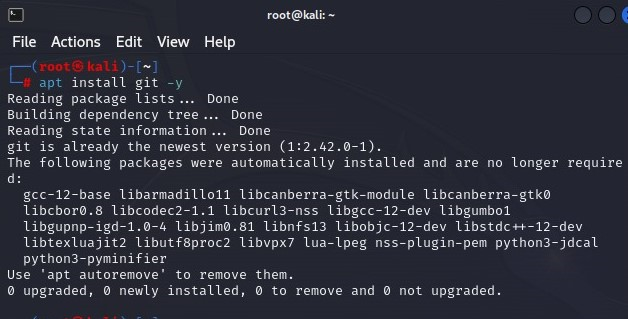 root@kali: ~
File Actions Edit View Help
┌──(root㉿kali)-[~]
└─# apt install git -y
Reading package lists... Done
Building dependency tree... Done
Reading state information... Done
git is already the newest version (1:2.42.0-1).
The following packages were automatically installed and are no longer require
d:
  gcc-12-base libarmadillo11 libcanberra-gtk-module libcanberra-gtk0
  libcbor0.8 libcodec2-1.1 libcurl3-nss libgcc-12-dev libgumbo1
  libgupnp-igd-1.0-4 libjim0.81 libnfs13 libobjc-12-dev libstdc++-12-dev
  libtexluajit2 libutf8proc2 libvpx7 lua-lpeg nss-plugin-pem python3-jdcal
  python3-pyminifier
Use 'apt autoremove' to remove them.
0 upgraded, 0 newly installed, 0 to remove and 0 not upgraded.